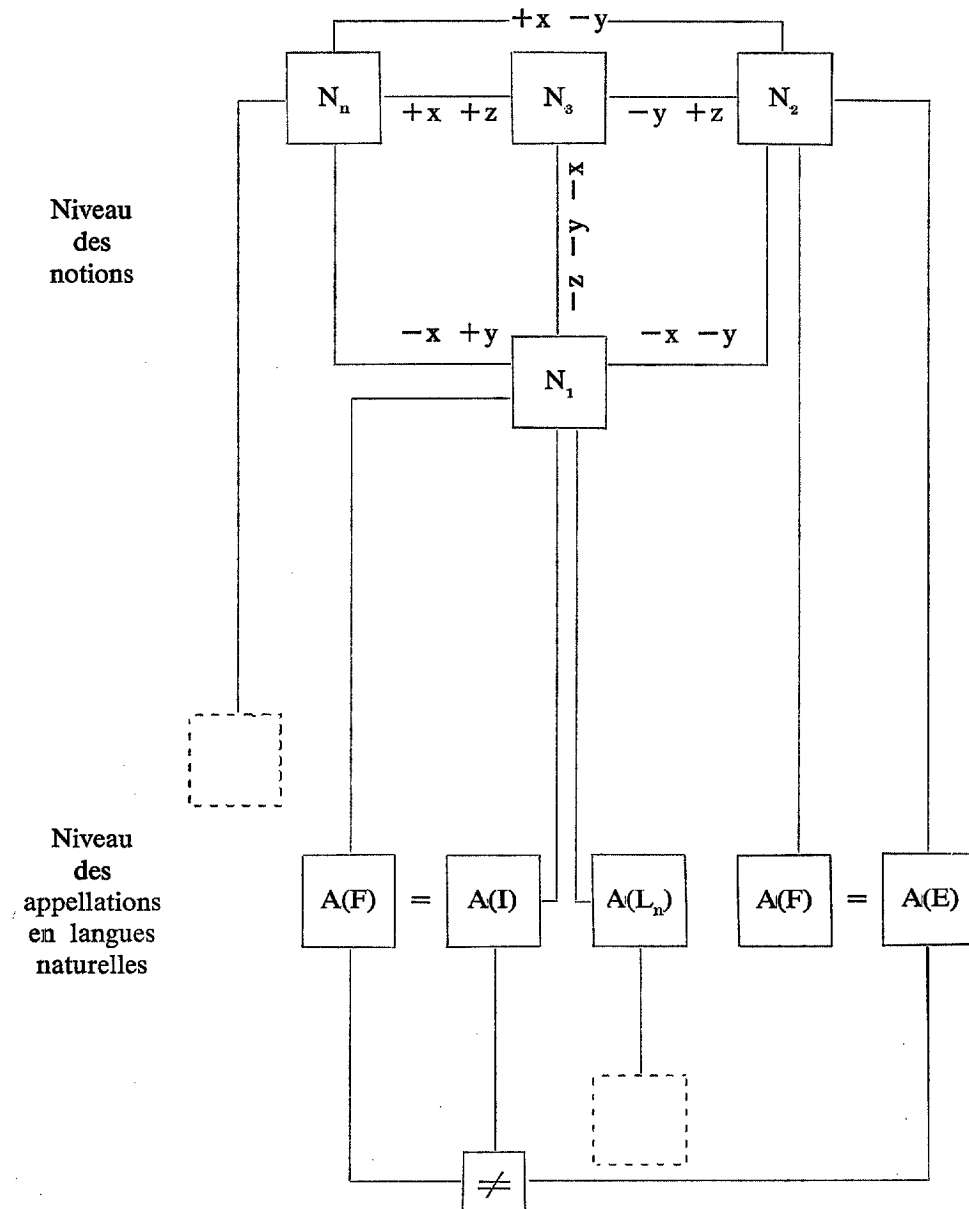 +x −y
Nₙ
+x +z
N₃
−y +z
N₂
−z −y −x
Niveau
des
notions
−x +y
−x −y
N₁
Niveau
des
appellations
en langues
naturelles
A(F) = A(I) A(Lₙ) A(F) = A(E)
≠